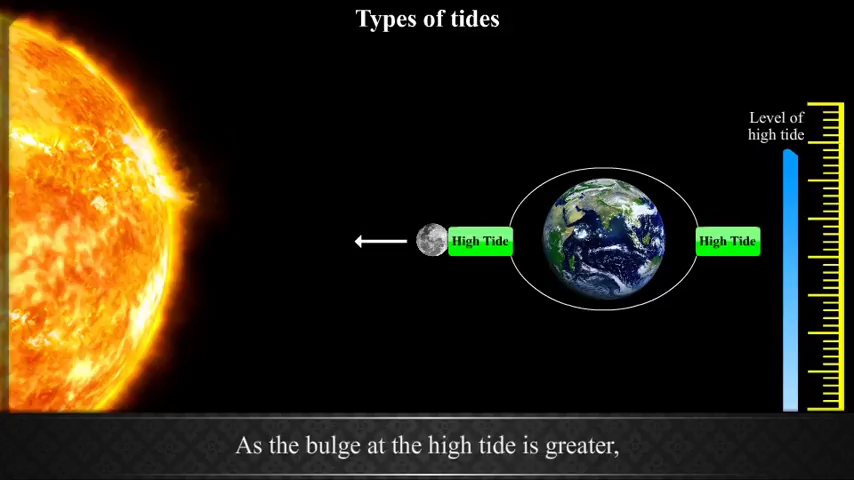 Types of tides
Level of
high tide
High Tide
High Tide
As the bulge at the high tide is greater,